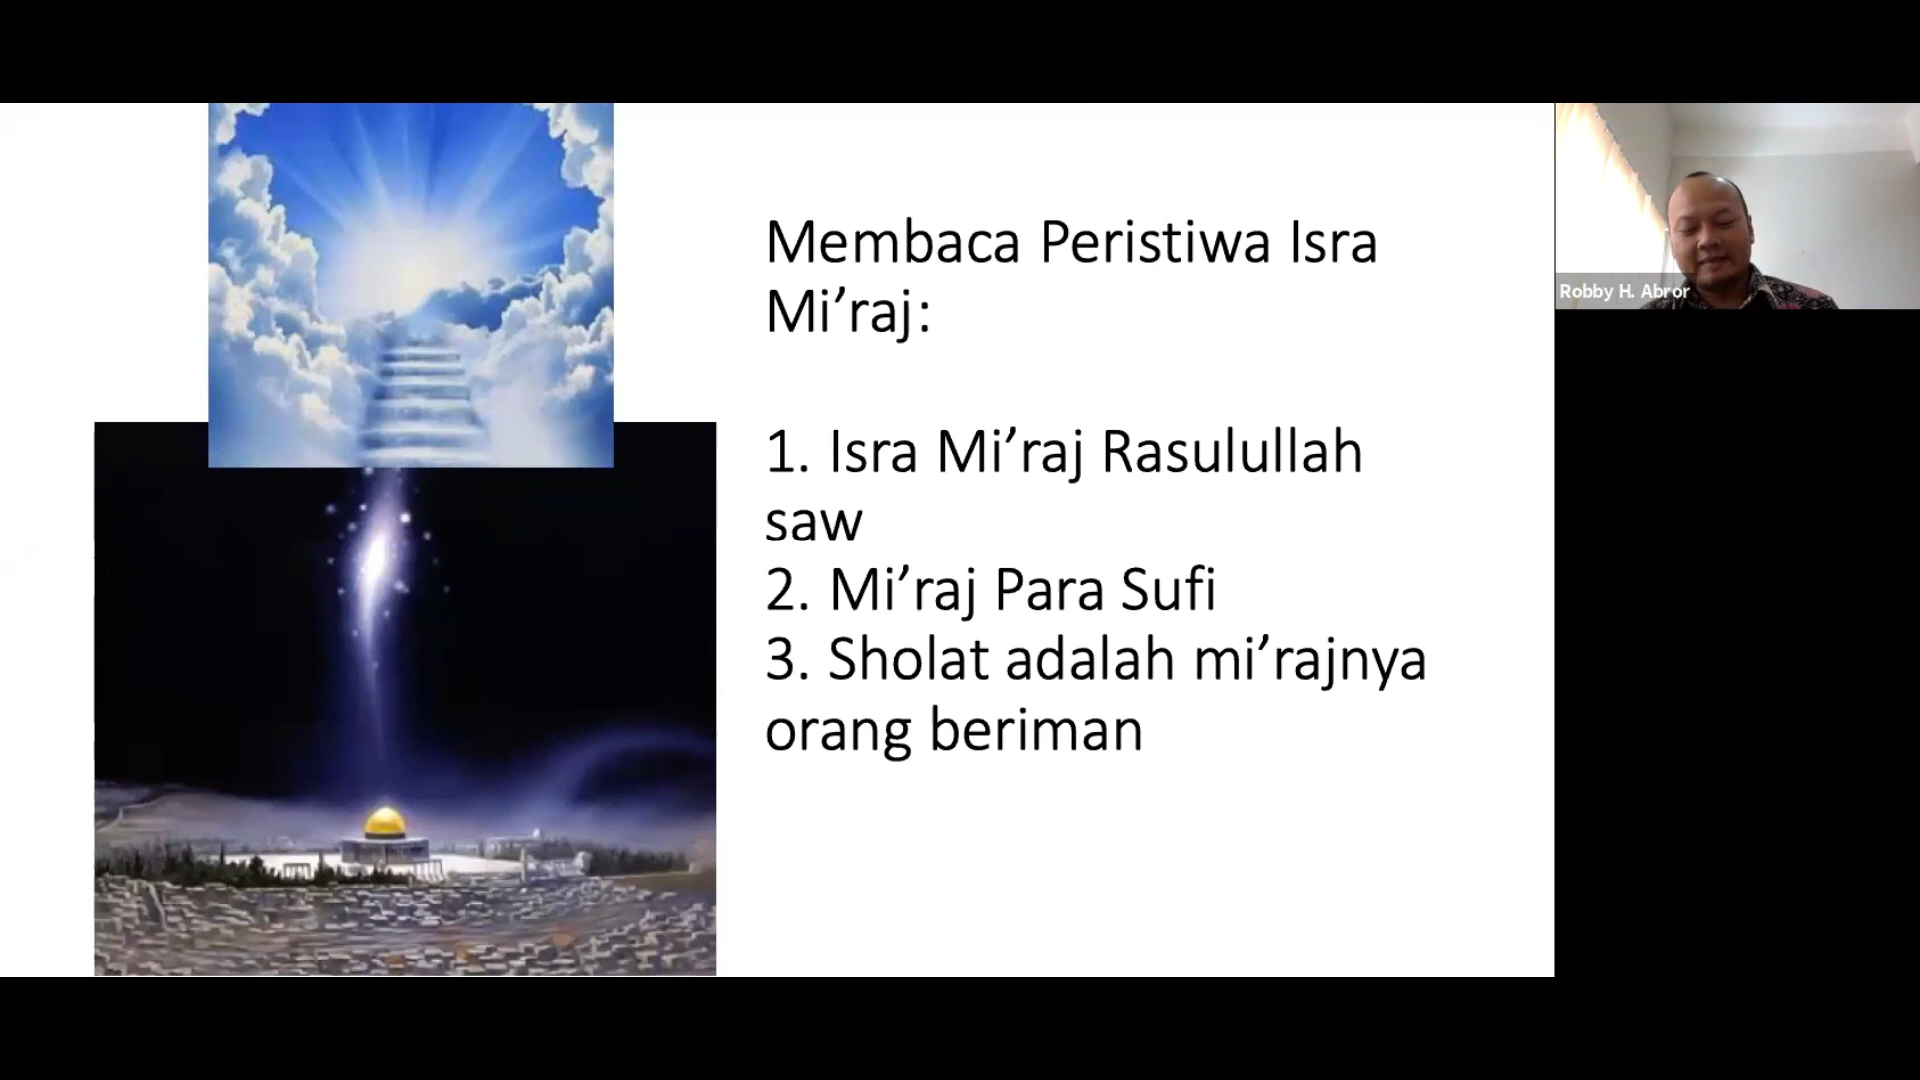 Membaca Peristiwa Isra
Mi’raj:
1. Isra Mi’raj Rasulullah
saw
2. Mi’raj Para Sufi
3. Sholat adalah mi’rajnya
orang beriman
Robby H. Abror